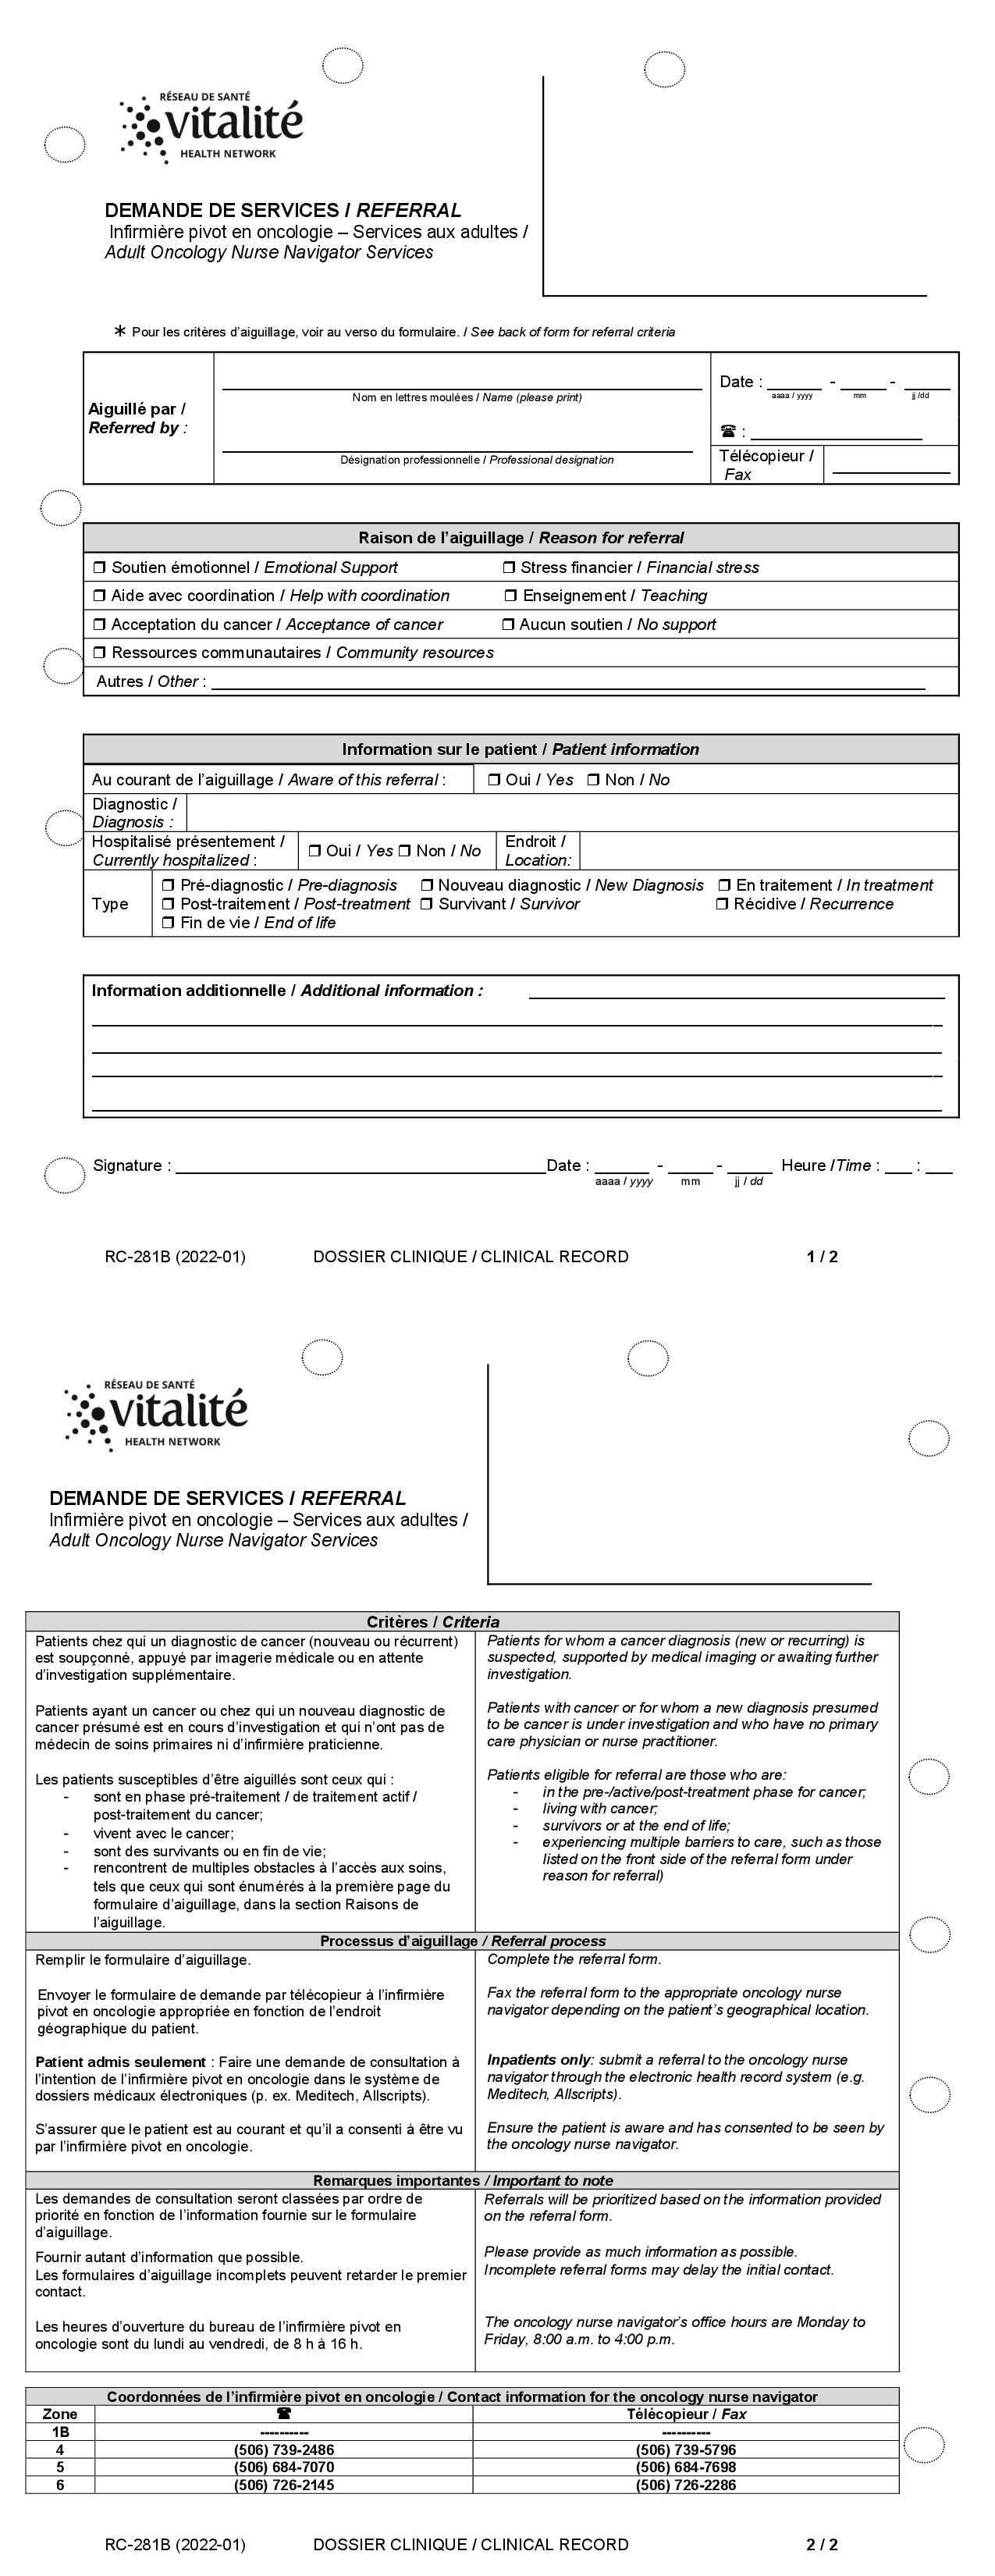 RÉSEAU DE SANTÉ
vitalité
HEALTH NETWORK
DEMANDE DE SERVICES / REFERRAL
Infirmière pivot en oncologie – Services aux adultes /
Adult Oncology Nurse Navigator Services
* Pour les critères d'aiguillage, voir au verso du formulaire. / See back of form for referral criteria
Aiguillé par /
Referred by :
Nom en lettres moulées / Name (please print)
Désignation professionnelle / Professional designation
Date : ______ - _____ - _____
aaaa / yyyy mm jj /dd
☎ : ____________________
Télécopieur /
Fax
Raison de l'aiguillage / Reason for referral
❒ Soutien émotionnel / Emotional Support ❒ Stress financier / Financial stress
❒ Aide avec coordination / Help with coordination ❒ Enseignement / Teaching
❒ Acceptation du cancer / Acceptance of cancer ❒ Aucun soutien / No support
❒ Ressources communautaires / Community resources
Autres / Other : ____________________
Information sur le patient / Patient information
Au courant de l'aiguillage / Aware of this referral : ❒ Oui / Yes ❒ Non / No
Diagnostic /
Diagnosis :
Hospitalisé présentement /
Currently hospitalized :
❒ Oui / Yes ❒ Non / No
Endroit /
Location:
Type
❒ Pré-diagnostic / Pre-diagnosis ❒ Nouveau diagnostic / New Diagnosis ❒ En traitement / In treatment
❒ Post-traitement / Post-treatment ❒ Survivant / Survivor ❒ Récidive / Recurrence
❒ Fin de vie / End of life
Information additionnelle / Additional information :
Signature : ____________________Date : ______ - _____ - _____ Heure /Time : ___ : ___
aaaa / yyyy mm jj / dd
RC-281B (2022-01) DOSSIER CLINIQUE / CLINICAL RECORD 1 / 2
RÉSEAU DE SANTÉ
vitalité
HEALTH NETWORK
DEMANDE DE SERVICES / REFERRAL
Infirmière pivot en oncologie – Services aux adultes /
Adult Oncology Nurse Navigator Services
Critères / Criteria
Patients chez qui un diagnostic de cancer (nouveau ou récurrent)
est soupçonné, appuyé par imagerie médicale ou en attente
d'investigation supplémentaire.
Patients ayant un cancer ou chez qui un nouveau diagnostic de
cancer présumé est en cours d'investigation et qui n'ont pas de
médecin de soins primaires ni d'infirmière praticienne.
Les patients susceptibles d'être aiguillés sont ceux qui :
- sont en phase pré-traitement / de traitement actif /
post-traitement du cancer;
- vivent avec le cancer;
- sont des survivants ou en fin de vie;
- rencontrent de multiples obstacles à l'accès aux soins,
tels que ceux qui sont énumérés à la première page du
formulaire d'aiguillage, dans la section Raisons de
l'aiguillage.
Patients for whom a cancer diagnosis (new or recurring) is
suspected, supported by medical imaging or awaiting further
investigation.
Patients with cancer or for whom a new diagnosis presumed
to be cancer is under investigation and who have no primary
care physician or nurse practitioner.
Patients eligible for referral are those who are:
- in the pre-/active/post-treatment phase for cancer;
- living with cancer;
- survivors or at the end of life;
- experiencing multiple barriers to care, such as those
listed on the front side of the referral form under
reason for referral)
Processus d'aiguillage / Referral process
Remplir le formulaire d'aiguillage.
Envoyer le formulaire de demande par télécopieur à l'infirmière
pivot en oncologie appropriée en fonction de l'endroit
géographique du patient.
Patient admis seulement : Faire une demande de consultation à
l'intention de l'infirmière pivot en oncologie dans le système de
dossiers médicaux électroniques (p. ex. Meditech, Allscripts).
S'assurer que le patient est au courant et qu'il a consenti à être vu
par l'infirmière pivot en oncologie.
Complete the referral form.
Fax the referral form to the appropriate oncology nurse
navigator depending on the patient's geographical location.
Inpatients only: submit a referral to the oncology nurse
navigator through the electronic health record system (e.g.
Meditech, Allscripts).
Ensure the patient is aware and has consented to be seen by
the oncology nurse navigator.
Remarques importantes / Important to note
Les demandes de consultation seront classées par ordre de
priorité en fonction de l'information fournie sur le formulaire
d'aiguillage.
Fournir autant d'information que possible.
Les formulaires d'aiguillage incomplets peuvent retarder le premier
contact.
Les heures d'ouverture du bureau de l'infirmière pivot en
oncologie sont du lundi au vendredi, de 8 h à 16 h.
Referrals will be prioritized based on the information provided
on the referral form.
Please provide as much information as possible.
Incomplete referral forms may delay the initial contact.
The oncology nurse navigator's office hours are Monday to
Friday, 8:00 a.m. to 4:00 p.m.
Coordonnées de l'infirmière pivot en oncologie / Contact information for the oncology nurse navigator
Zone ☎ Télécopieur / Fax
1B ---------- ----------
4 (506) 739-2486 (506) 739-5796
5 (506) 684-7070 (506) 684-7698
6 (506) 726-2145 (506) 726-2286
RC-281B (2022-01) DOSSIER CLINIQUE / CLINICAL RECORD 2 / 2